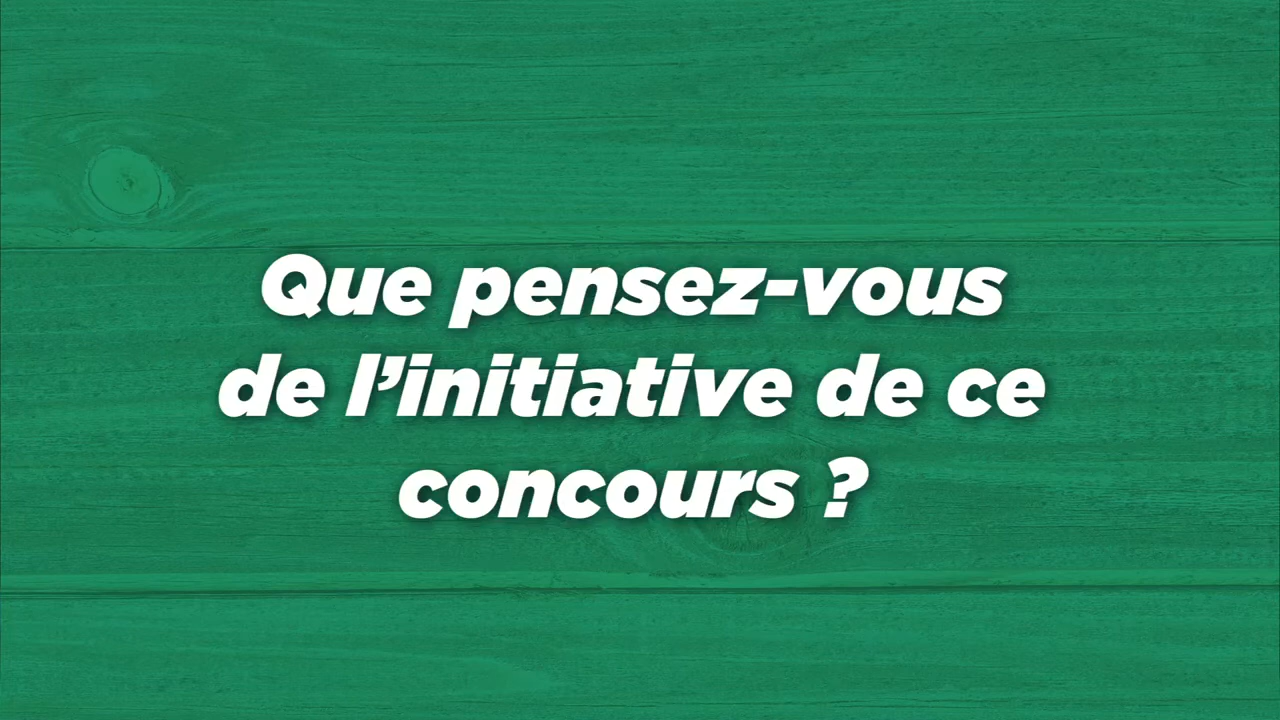 Que pensez-vous
de l’initiative de ce
concours ?